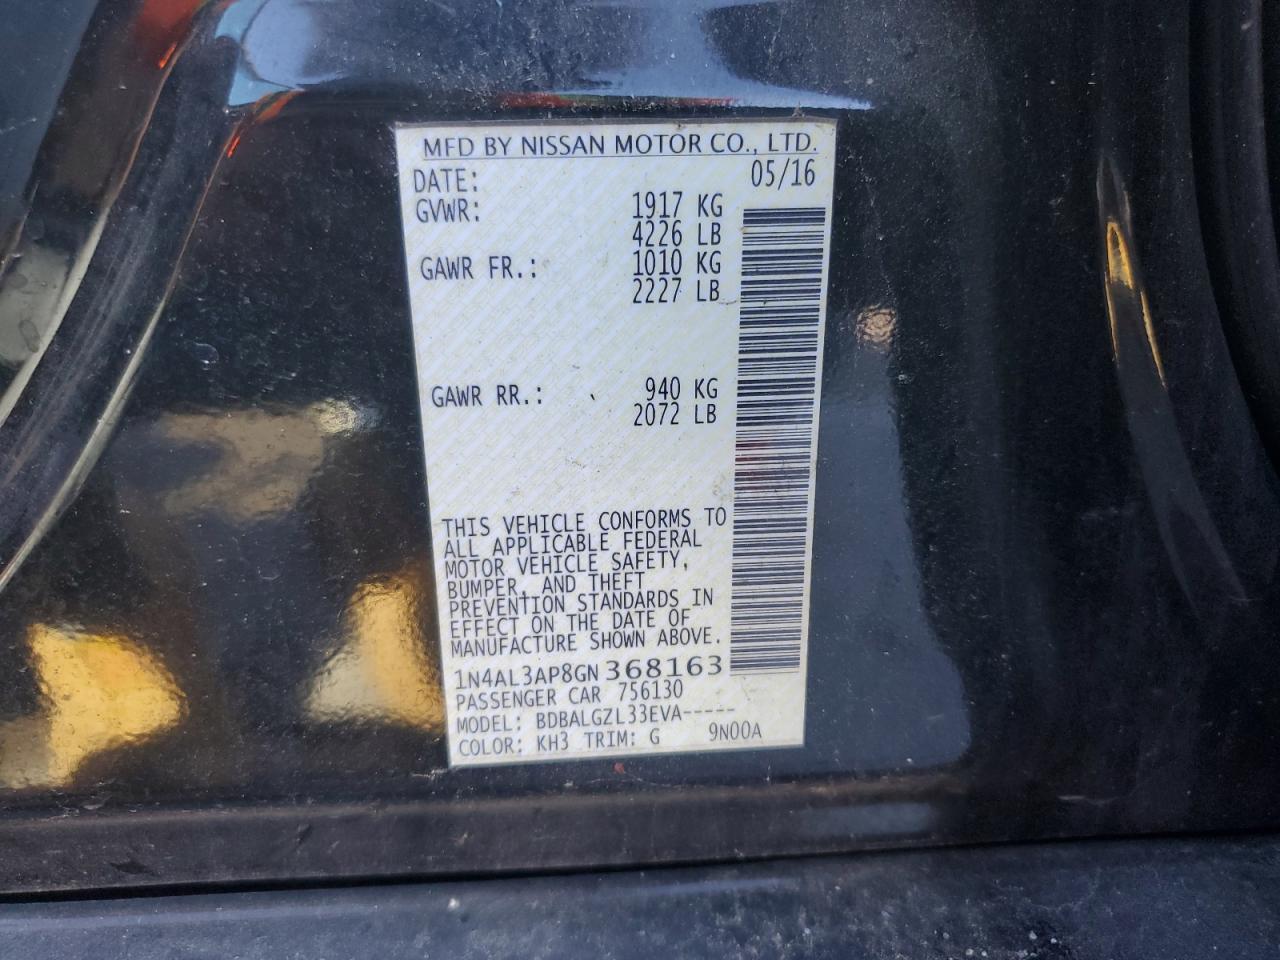 MFD BY NISSAN MOTOR CO., LTD.
DATE: 05/16
GVWR: 1917 KG
4226 LB
GAWR FR.: 1010 KG
2227 LB
GAWR RR.: 940 KG
2072 LB
THIS VEHICLE CONFORMS TO
ALL APPLICABLE FEDERAL
MOTOR VEHICLE SAFETY,
BUMPER, AND THEFT
PREVENTION STANDARDS IN
EFFECT ON THE DATE OF
MANUFACTURE SHOWN ABOVE.
1N4AL3AP8GN368163
PASSENGER CAR 756130
MODEL: BDBALGZL33EVA-----
COLOR: KH3 TRIM: G 9N00A